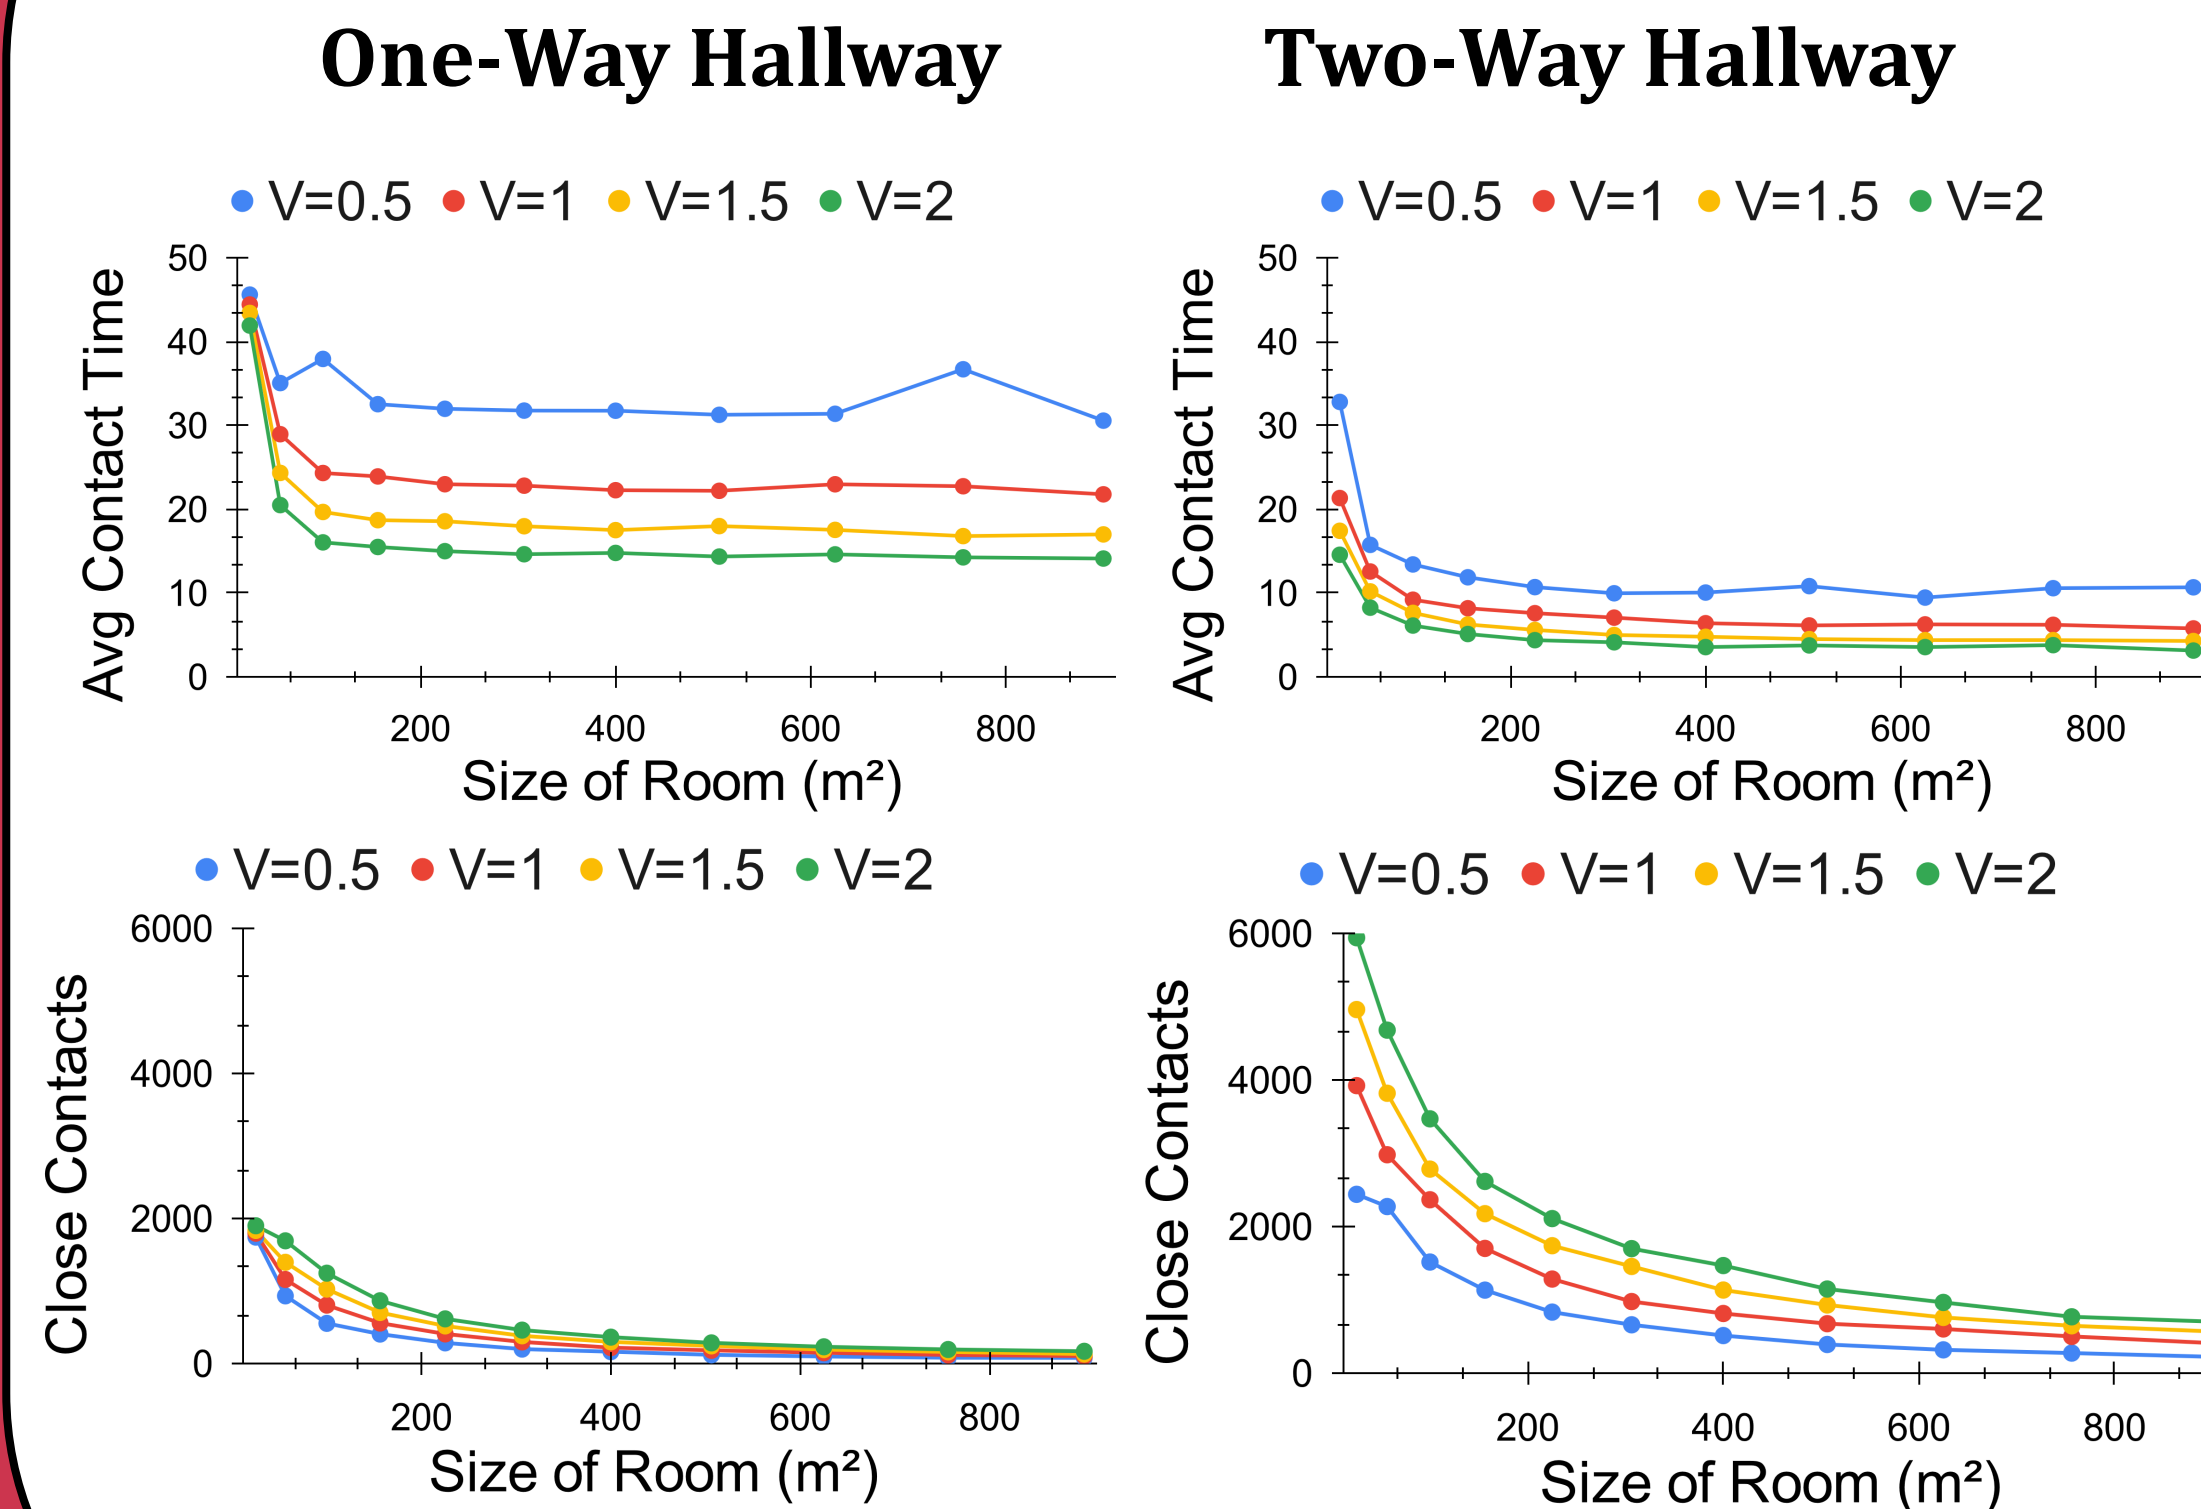 One-Way Hallway
Two-Way Hallway
V=0.5 V=1 V=1.5 V=2
50
40
30
20
10
0
Avg Contact Time
200 400 600 800
Size of Room (m²)
V=0.5 V=1 V=1.5 V=2
50
40
30
20
10
0
Avg Contact Time
200 400 600 800
Size of Room (m²)
V=0.5 V=1 V=1.5 V=2
6000
4000
2000
0
Close Contacts
200 400 600 800
Size of Room (m²)
V=0.5 V=1 V=1.5 V=2
6000
4000
2000
0
Close Contacts
200 400 600 800
Size of Room (m²)